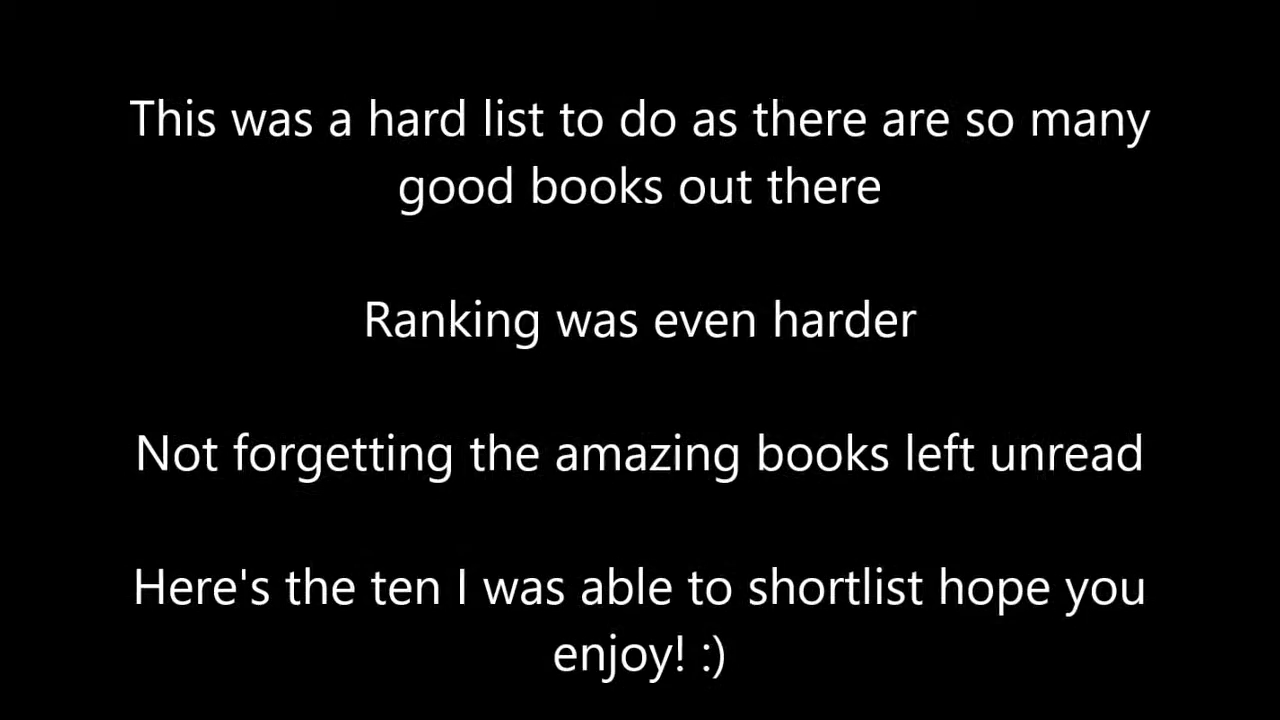 This was a hard list to do as there are so many
good books out there
Ranking was even harder
Not forgetting the amazing books left unread
Here's the ten I was able to shortlist hope you
enjoy! :)